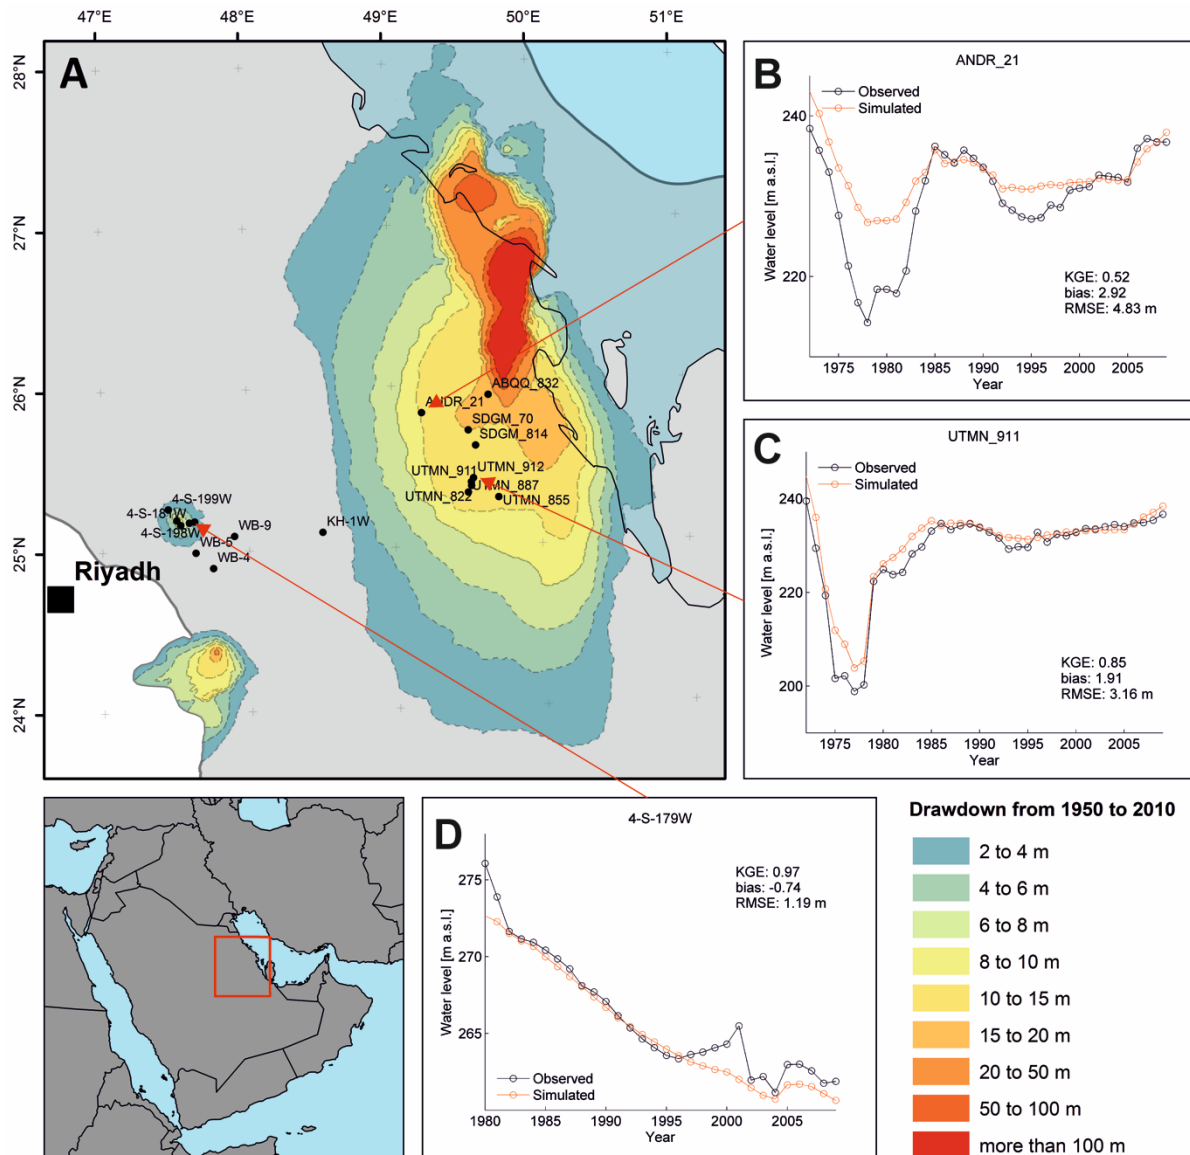 47°E
48°E
49°E
50°E
51°E
28°N
27°N
26°N
25°N
24°N
A
ABQQ_832
ANDR_21
SDGM_70
SDGM_814
UTMN_911
UTMN_912
UTMN_887
UTMN_822
UTMN_855
4-S-199W
4-S-181W
4-S-198W
WB-9
WB-5
WB-4
KH-1W
Riyadh
B
ANDR_21
Observed
Simulated
Water level [m a.s.l.]
240
220
KGE: 0.52
bias: 2.92
RMSE: 4.83 m
1975
1980
1985
1990
1995
2000
2005
Year
C
UTMN_911
Observed
Simulated
Water level [m a.s.l.]
240
220
200
KGE: 0.85
bias: 1.91
RMSE: 3.16 m
1975
1980
1985
1990
1995
2000
2005
Year
D
4-S-179W
KGE: 0.97
bias: -0.74
RMSE: 1.19 m
Water level [m a.s.l.]
275
270
265
Observed
Simulated
1980
1985
1990
1995
2000
2005
Year
Drawdown from 1950 to 2010
2 to 4 m
4 to 6 m
6 to 8 m
8 to 10 m
10 to 15 m
15 to 20 m
20 to 50 m
50 to 100 m
more than 100 m